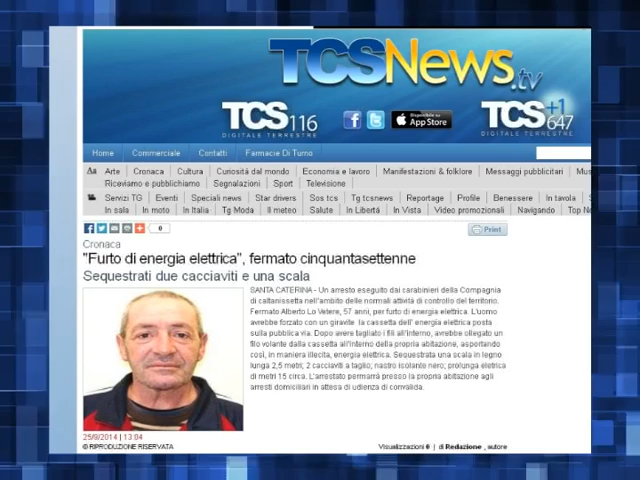 TCSNews.tv
TCS 116
DIGITALE TERRESTRE
Disponibile su
App Store
TCS +1 647
DIGITALE TERRESTRE
Home Commerciale Contatti Farmacie Di Turno
Arte Cronaca Cultura Curiosità dal mondo Economia e lavoro Manifestazioni & folklore Messaggi pubblicitari Mus
Riceviamo e pubblichiamo Segnalazioni Sport Televisione
Servizi TG Eventi Speciali news Star drivers Sos tcs Tg tcsnews Reportage Profile Benessere In tavola S
In sala In moto In Italia Tg Moda Il meteo Salute In Libertà In Vista Video promozionali Navigando Top Ne
0
Print
Cronaca
"Furto di energia elettrica", fermato cinquantasettenne
Sequestrati due cacciaviti e una scala
SANTA CATERINA - Un arresto eseguito dai carabinieri della Compagnia
di caltanissetta nell'ambito delle normali attività di controllo del territorio.
Fermato Alberto Lo Vetere, 57 anni, per furto di energia elettrica. L'uomo
avrebbe forzato con un giravite la cassetta dell' energia elettrica posta
sulla pubblica via. Dopo avere tagliato i fili all'interno, avrebbe ollegato un
filo volante dalla cassetta all'interno della propria abitazione, asportando
così, in maniera illecita, energia elettrica. Sequestrata una scala in legno
lunga 2,5 metri; 2 cacciaviti a taglio; nastro isolante nero; prolunga eletrica
di metri 15 circa. L'arrestato permarrà presso la propria abitazione agli
arresti domiciliari in attesa di udienza di convalida.
25/9/2014 | 13:04
© RIPRODUZIONE RISERVATA
Visualizzazioni 0 | di Redazione , autore